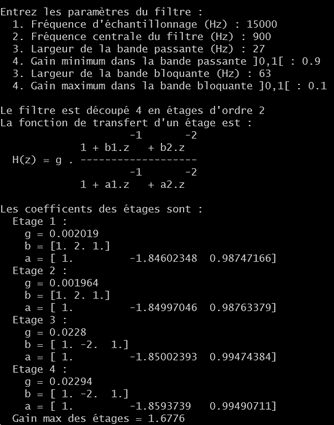 Entrez les paramètres du filtre :
1. Fréquence d'échantillonnage (Hz) : 15000
2. Fréquence centrale du filtre (Hz) : 900
3. Largeur de la bande passante (Hz) : 27
4. Gain minimum dans la bande passante ]0,1[ : 0.9
3. Largeur de la bande bloquante (Hz) : 63
4. Gain maximum dans la bande bloquante ]0,1[ : 0.1
Le filtre est découpé 4 en étages d'ordre 2
La fonction de transfert d'un étage est :
-1 -2
1 + b1.z + b2.z
H(z) = g . -------------------
-1 -2
1 + a1.z + a2.z
Les coefficents des étages sont :
Etage 1 :
g = 0.002019
b = [1. 2. 1.]
a = [ 1. -1.84602348 0.98747166]
Etage 2 :
g = 0.001964
b = [1. 2. 1.]
a = [ 1. -1.84997046 0.98763379]
Etage 3 :
g = 0.0228
b = [ 1. -2. 1.]
a = [ 1. -1.85002393 0.99474384]
Etage 4 :
g = 0.02294
b = [ 1. -2. 1.]
a = [ 1. -1.8593739 0.99490711]
Gain max des étages = 1.6776